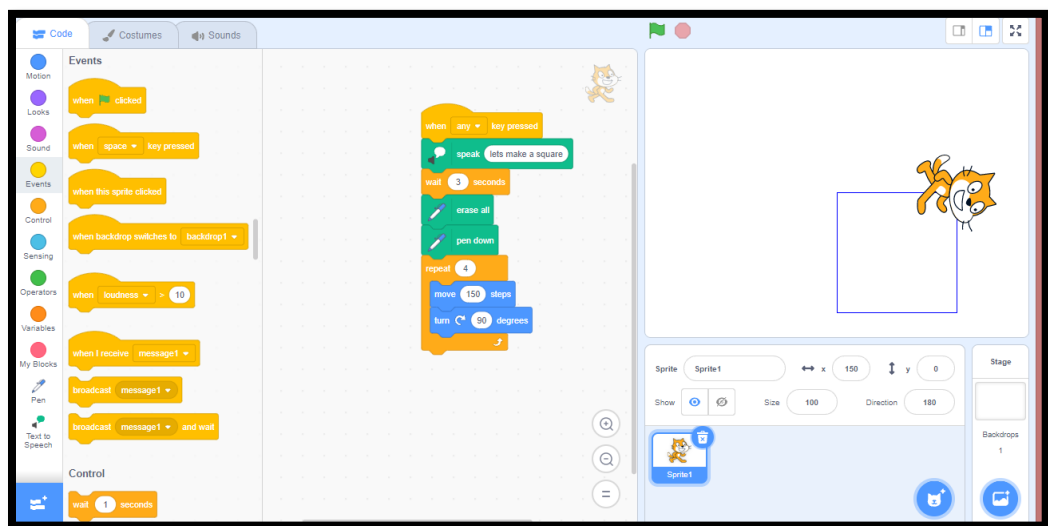 Code
Costumes
Sounds
Motion
Looks
Sound
Events
Control
Sensing
Operators
Variables
My Blocks
Pen
Text to
Speech
Events
when clicked
when space key pressed
when this sprite clicked
when backdrop switches to backdrop1
when loudness > 10
when I receive message1
broadcast message1
broadcast message1 and wait
Control
wait 1 seconds
when any key pressed
speak lets make a square
wait 3 seconds
erase all
pen down
repeat 4
move 150 steps
turn 90 degrees
Sprite Sprite1 x 150 y 0
Show Size 100 Direction 180
Sprite1
Stage
Backdrops
1